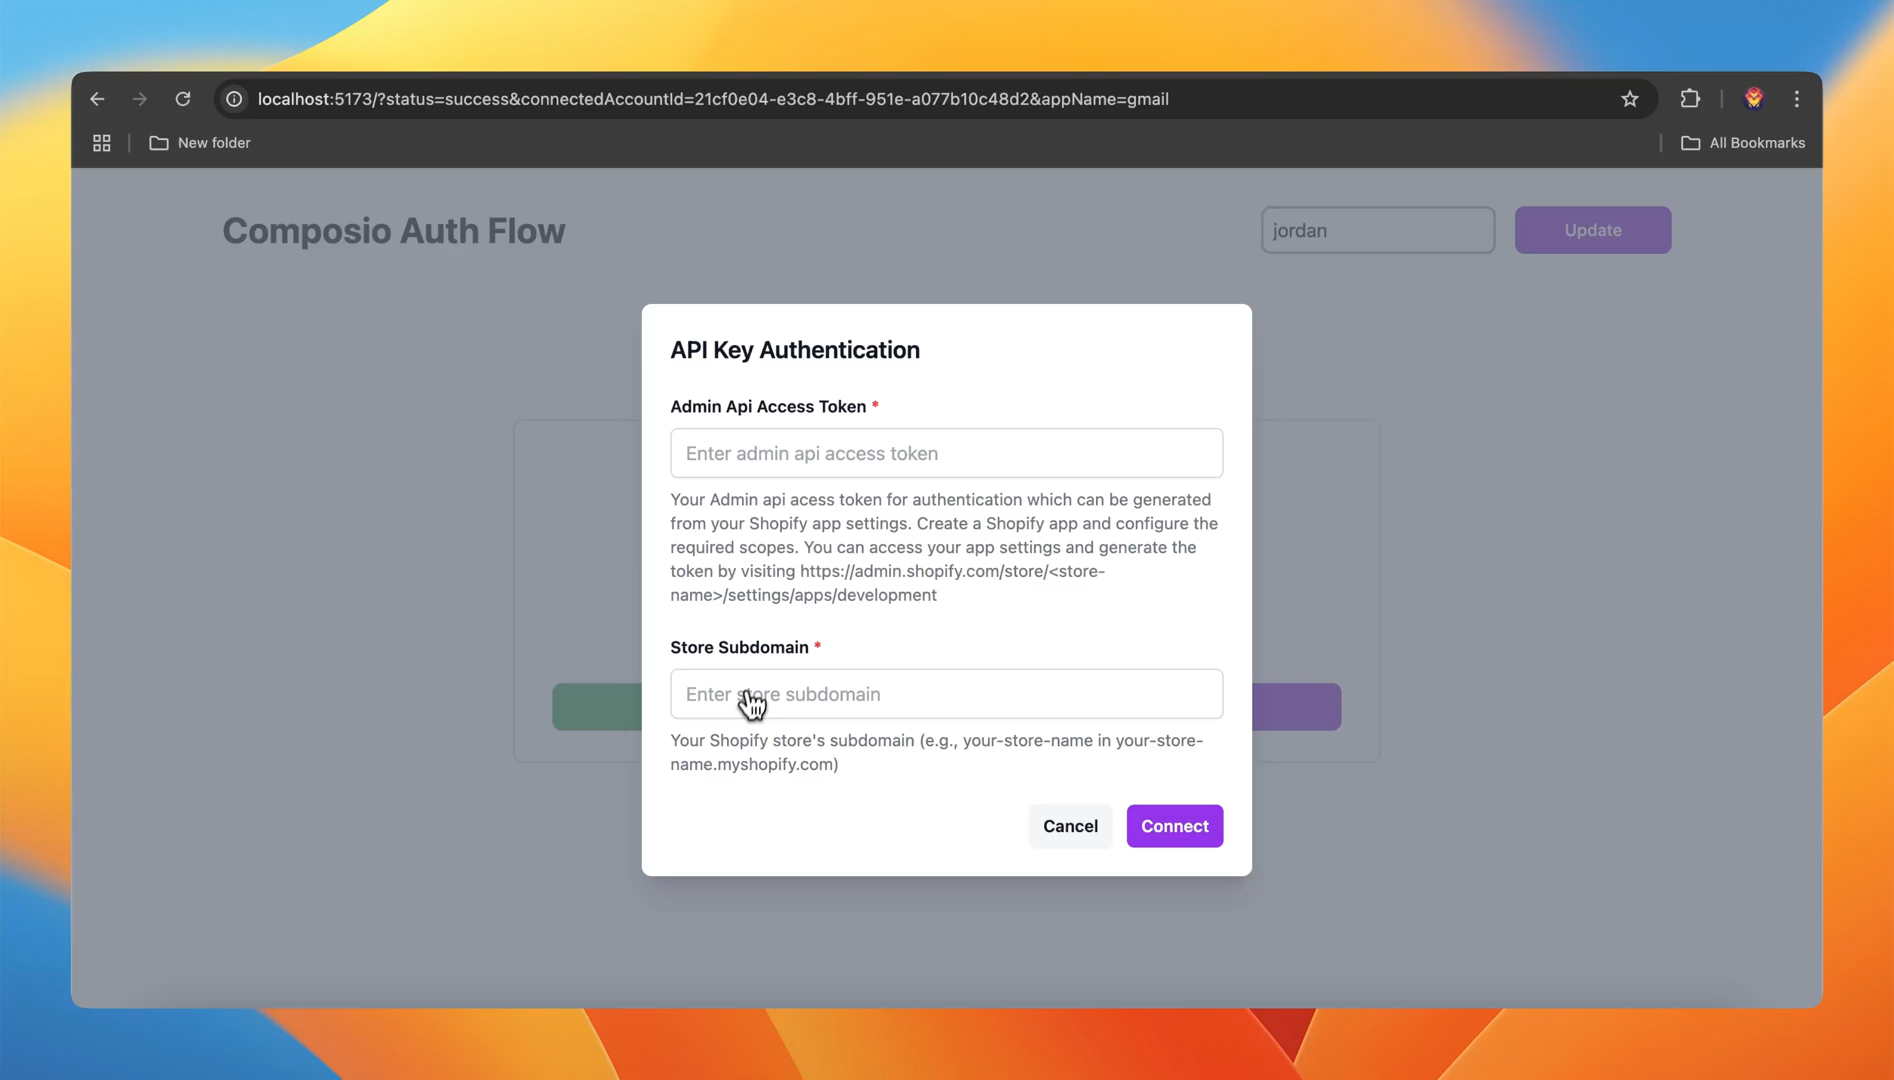 localhost:5173/?status=success&connectedAccountId=21cf0e04-e3c8-4bff-951e-a077b10c48d2&appName=gmail
New folder
All Bookmarks
Composio Auth Flow
jordan
Update
API Key Authentication
Admin Api Access Token *
Enter admin api access token
Your Admin api acess token for authentication which can be generated
from your Shopify app settings. Create a Shopify app and configure the
required scopes. You can access your app settings and generate the
token by visiting https://admin.shopify.com/store/<store-
name>/settings/apps/development
Store Subdomain *
Enter store subdomain
Your Shopify store's subdomain (e.g., your-store-name in your-store-
name.myshopify.com)
Cancel
Connect